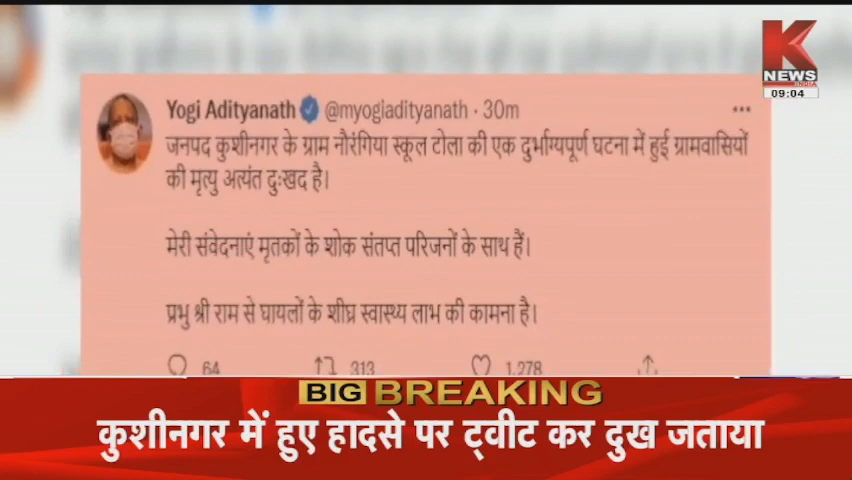 K
NEWS
INDIA
09:04
Yogi Adityanath @myogiadityanath · 30m
जनपद कुशीनगर के ग्राम नौरंगिया स्कूल टोला की एक दुर्भाग्यपूर्ण घटना में हुई ग्रामवासियों
की मृत्यु अत्यंत दुःखद है।
मेरी संवेदनाएं मृतकों के शोक संतप्त परिजनों के साथ हैं।
प्रभु श्री राम से घायलों के शीघ्र स्वास्थ्य लाभ की कामना है।
64 313 1,278
BIG BREAKING
कुशीनगर में हुए हादसे पर ट्वीट कर दुख जताया